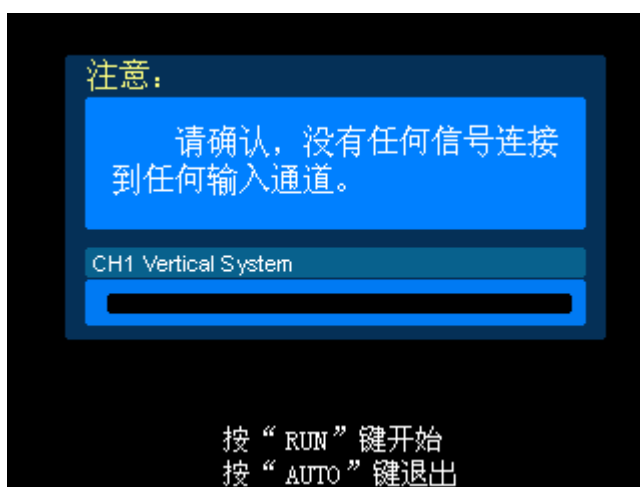 注意：
请确认，没有任何信号连接
到任何输入通道。
CH1 Vertical System
按“RUN”键开始
按“AUTO”键退出